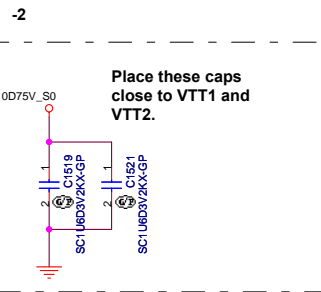 -2
Place these caps
close to VTT1 and
VTT2.
0D75V_S0
1
2
C1519
SC1U6D3V2KX-GP
1
2
C1521
SC1U6D3V2KX-GP